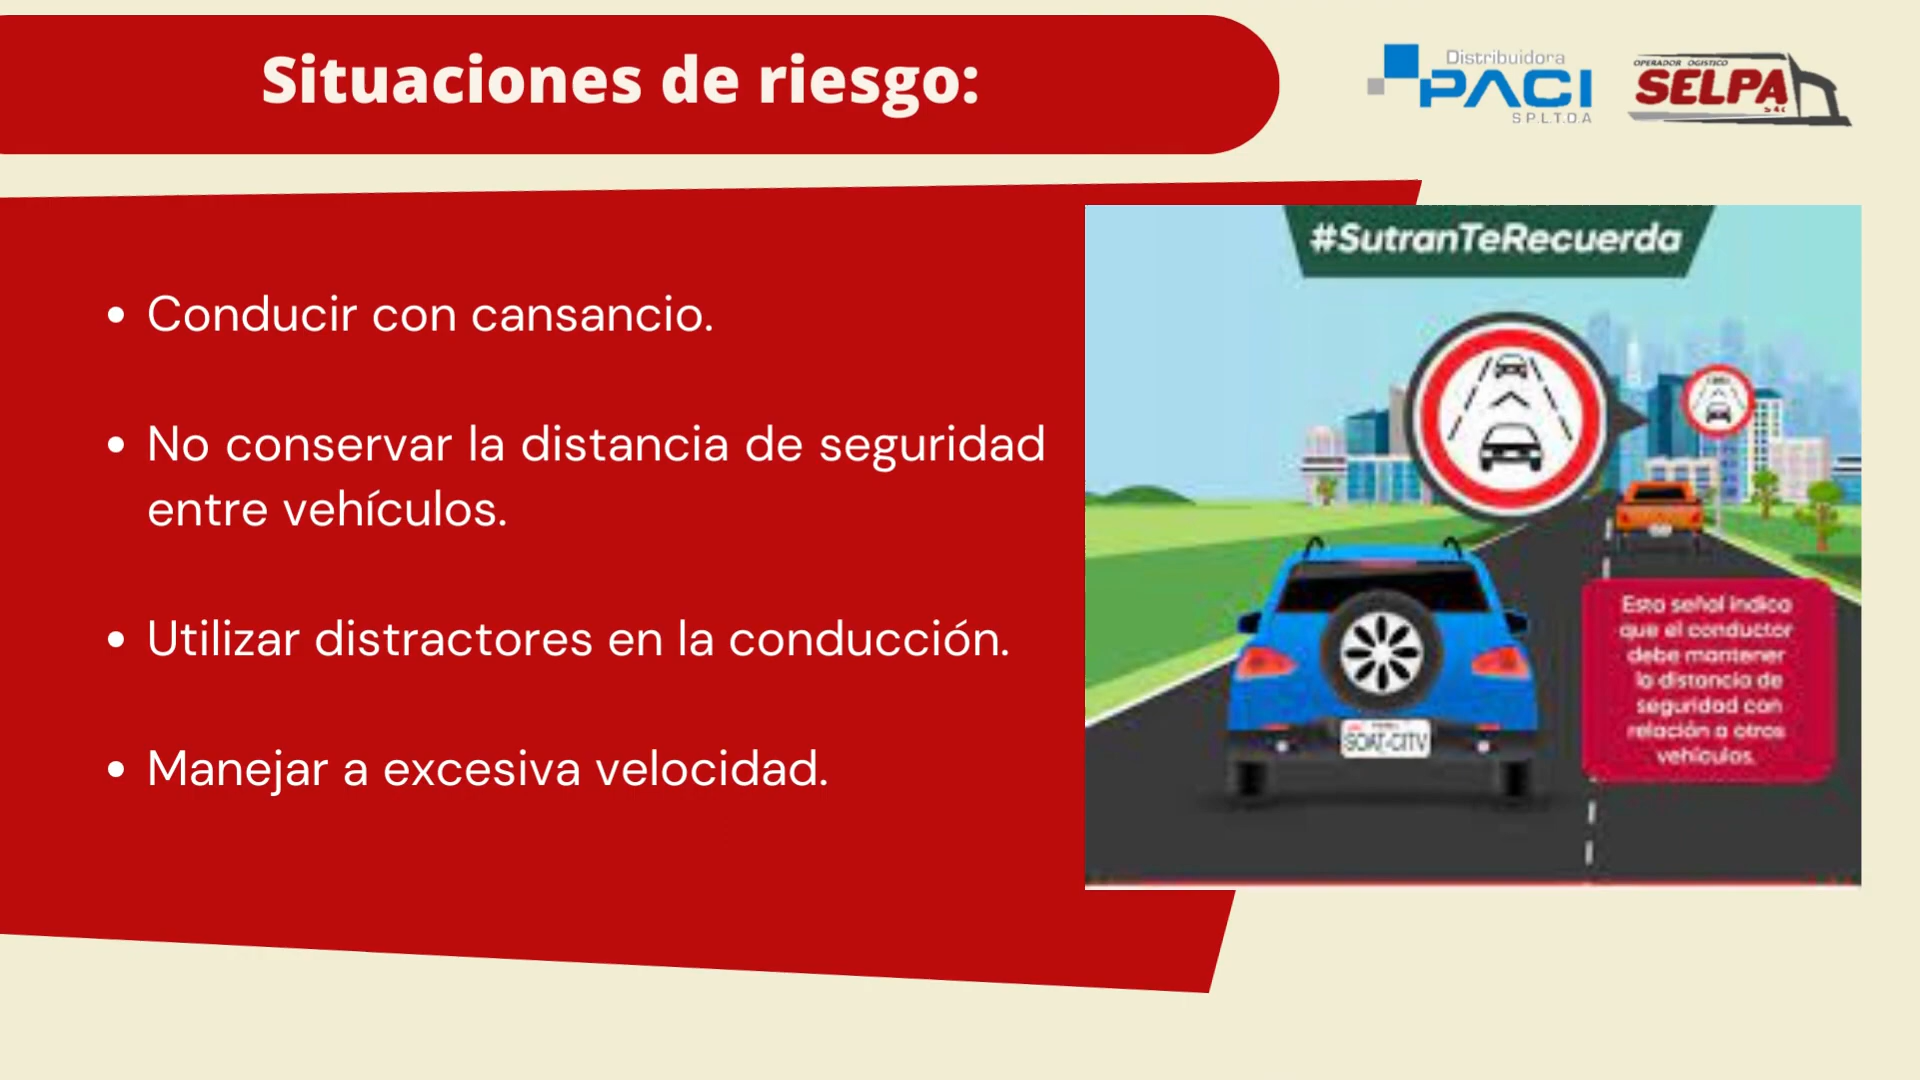 Situaciones de riesgo:
Distribuidora
PACI
S.P.L.T.D.A
OPERADOR LOGISTICO
SELPA
• Conducir con cansancio.
• No conservar la distancia de seguridad
entre vehículos.
• Utilizar distractores en la conducción.
• Manejar a excesiva velocidad.
#SutranTeRecuerda
Esta señal indica
que el conductor
debe mantener
la distancia de
seguridad con
relación a otros
vehículos.
SOAT-CITV